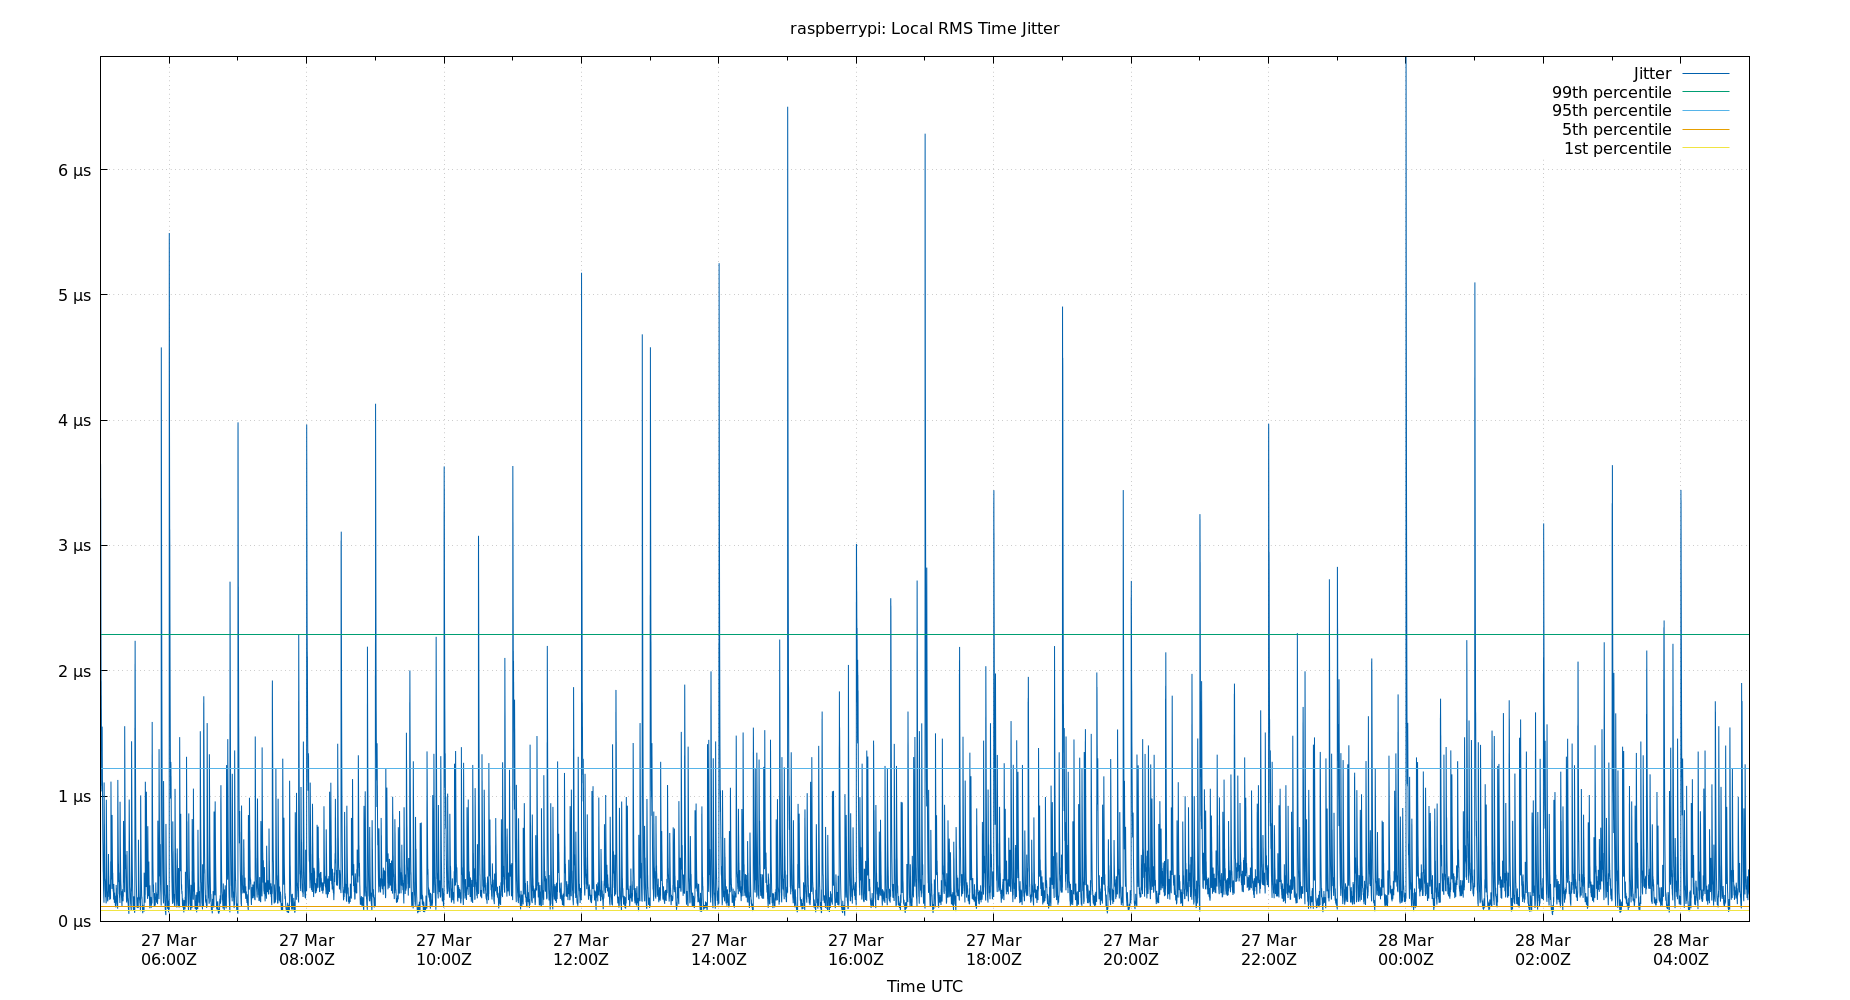 raspberrypi: Local RMS Time Jitter
Jitter
99th percentile
95th percentile
5th percentile
1st percentile
6 μs
5 μs
4 μs
3 μs
2 μs
1 μs
0 μs
27 Mar 27 Mar 27 Mar 27 Mar 27 Mar 27 Mar 27 Mar 27 Mar 27 Mar 28 Mar 28 Mar 28 Mar
06:00Z 08:00Z 10:00Z 12:00Z 14:00Z 16:00Z 18:00Z 20:00Z 22:00Z 00:00Z 02:00Z 04:00Z
Time UTC